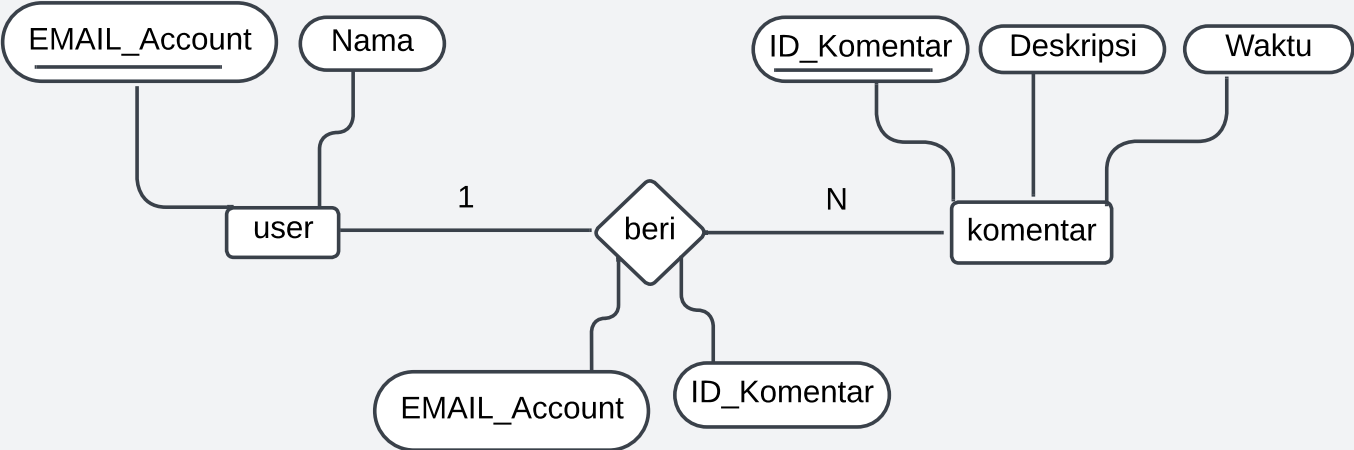 EMAIL_Account
Nama
ID_Komentar
Deskripsi
Waktu
1
N
user
beri
komentar
EMAIL_Account
ID_Komentar